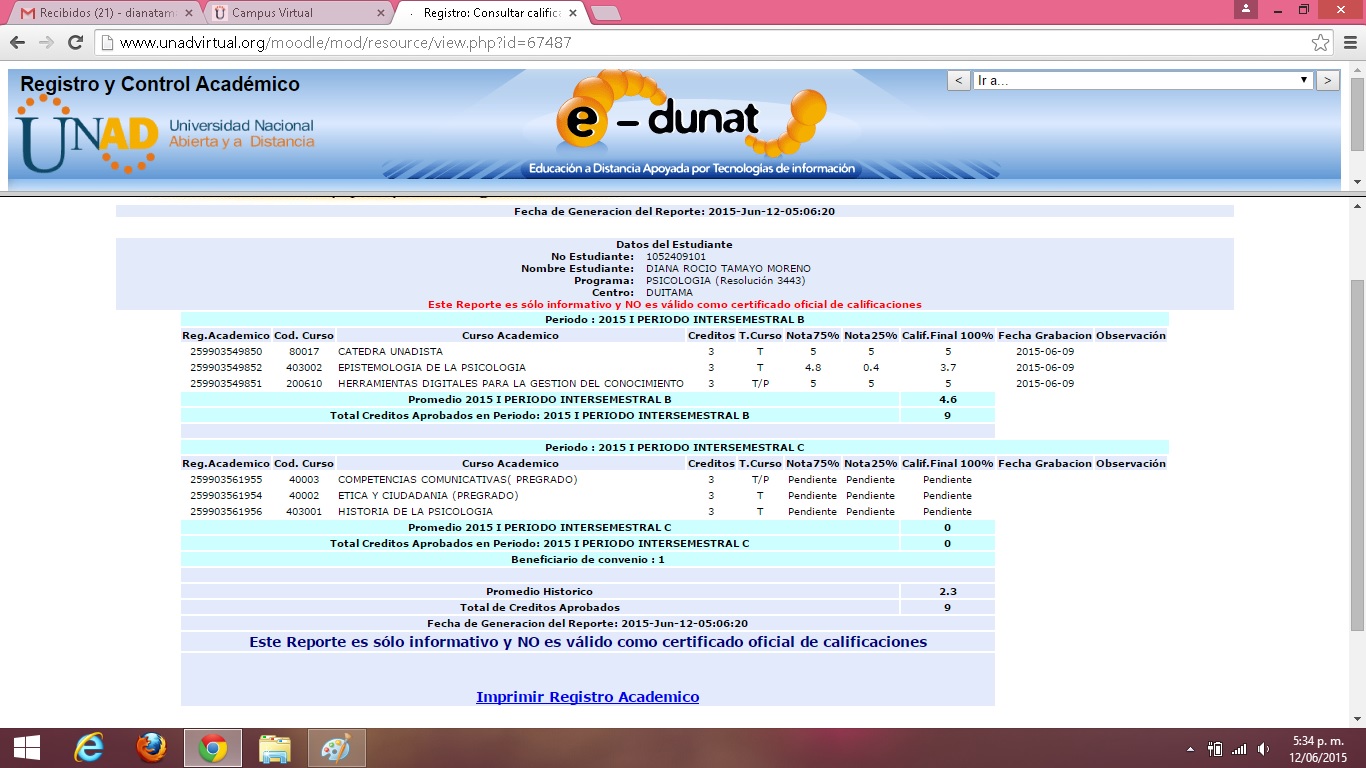 Recibidos (21) - dianatam
Campus Virtual
Registro: Consultar califica
www.unadvirtual.org/moodle/mod/resource/view.php?id=67487
Registro y Control Académico
< Ir a... >
UNAD Universidad Nacional
Abierta y a Distancia
e - dunat
Educación a Distancia Apoyada por Tecnologías de información
Fecha de Generacion del Reporte: 2015-Jun-12-05:06:20
Datos del Estudiante
No Estudiante: 1052409101
Nombre Estudiante: DIANA ROCIO TAMAYO MORENO
Programa: PSICOLOGIA (Resolución 3443)
Centro: DUITAMA
Este Reporte es sólo informativo y NO es válido como certificado oficial de calificaciones
Periodo : 2015 I PERIODO INTERSEMESTRAL B
Reg.Academico Cod. Curso Curso Academico Creditos T.Curso Nota75% Nota25% Calif.Final 100% Fecha Grabacion Observación
259903549850 80017 CATEDRA UNADISTA 3 T 5 5 5 2015-06-09
259903549852 403002 EPISTEMOLOGIA DE LA PSICOLOGIA 3 T 4.8 0.4 3.7 2015-06-09
259903549851 200610 HERRAMIENTAS DIGITALES PARA LA GESTION DEL CONOCIMIENTO 3 T/P 5 5 5 2015-06-09
Promedio 2015 I PERIODO INTERSEMESTRAL B 4.6
Total Creditos Aprobados en Periodo: 2015 I PERIODO INTERSEMESTRAL B 9
Periodo : 2015 I PERIODO INTERSEMESTRAL C
Reg.Academico Cod. Curso Curso Academico Creditos T.Curso Nota75% Nota25% Calif.Final 100% Fecha Grabacion Observación
259903561955 40003 COMPETENCIAS COMUNICATIVAS( PREGRADO) 3 T/P Pendiente Pendiente Pendiente
259903561954 40002 ETICA Y CIUDADANIA (PREGRADO) 3 T Pendiente Pendiente Pendiente
259903561956 403001 HISTORIA DE LA PSICOLOGIA 3 T Pendiente Pendiente Pendiente
Promedio 2015 I PERIODO INTERSEMESTRAL C 0
Total Creditos Aprobados en Periodo: 2015 I PERIODO INTERSEMESTRAL C 0
Beneficiario de convenio : 1
Promedio Historico 2.3
Total de Creditos Aprobados 9
Fecha de Generacion del Reporte: 2015-Jun-12-05:06:20
Este Reporte es sólo informativo y NO es válido como certificado oficial de calificaciones
Imprimir Registro Academico
5:34 p. m.
12/06/2015